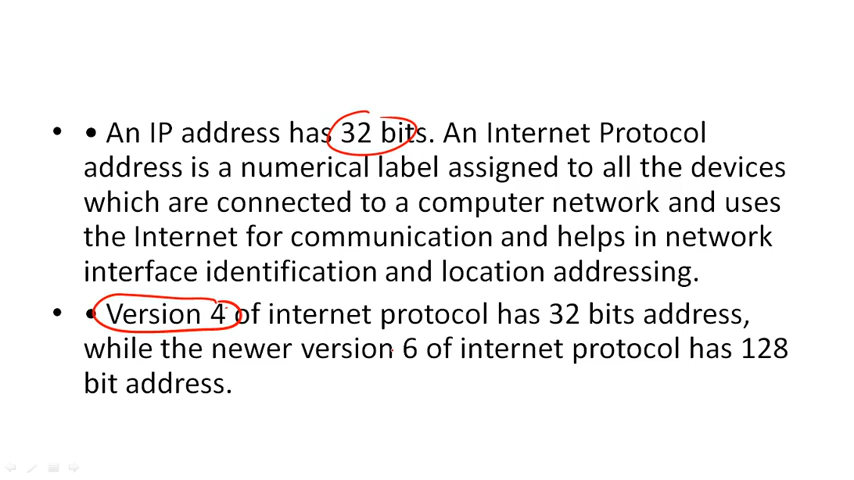 • • An IP address has 32 bits. An Internet Protocol
address is a numerical label assigned to all the devices
which are connected to a computer network and uses
the Internet for communication and helps in network
interface identification and location addressing.
• • Version 4 of internet protocol has 32 bits address,
while the newer version 6 of internet protocol has 128
bit address.